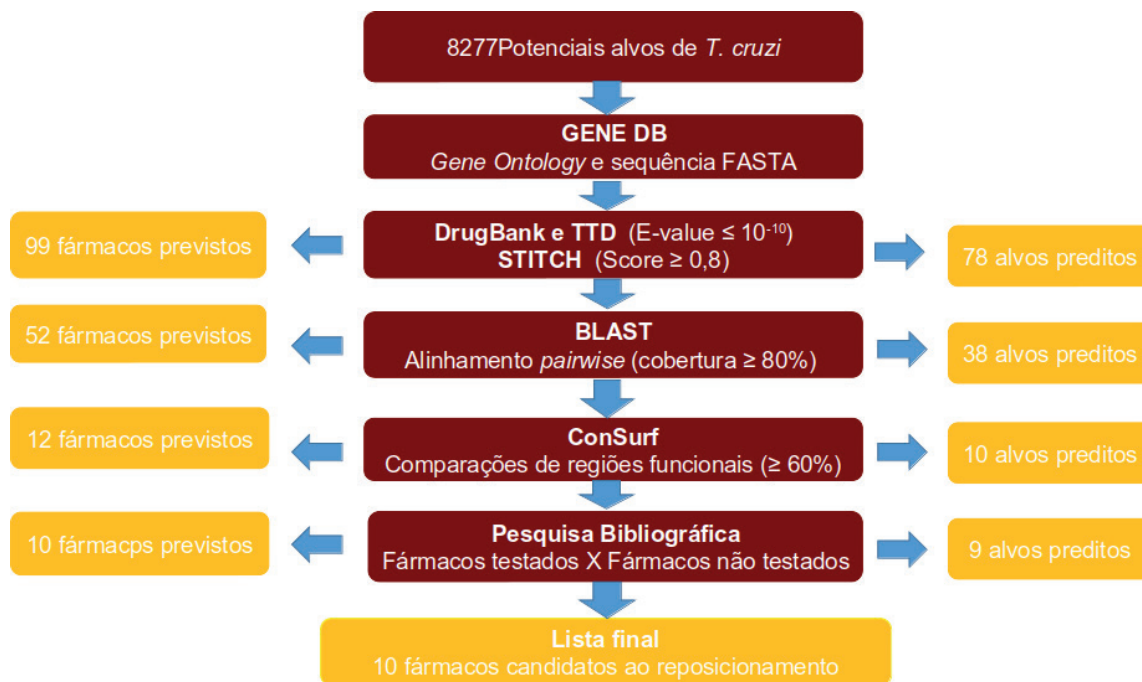 8277Potenciais alvos de T. cruzi
GENE DB
Gene Ontology e sequência FASTA
99 fármacos previstos
DrugBank e TTD (E-value ≤ 10⁻¹⁰)
STITCH (Score ≥ 0,8)
78 alvos preditos
52 fármacos previstos
BLAST
Alinhamento pairwise (cobertura ≥ 80%)
38 alvos preditos
12 fármacos previstos
ConSurf
Comparações de regiões funcionais (≥ 60%)
10 alvos preditos
10 fármacps previstos
Pesquisa Bibliográfica
Fármacos testados X Fármacos não testados
9 alvos preditos
Lista final
10 fármacos candidatos ao reposicionamento